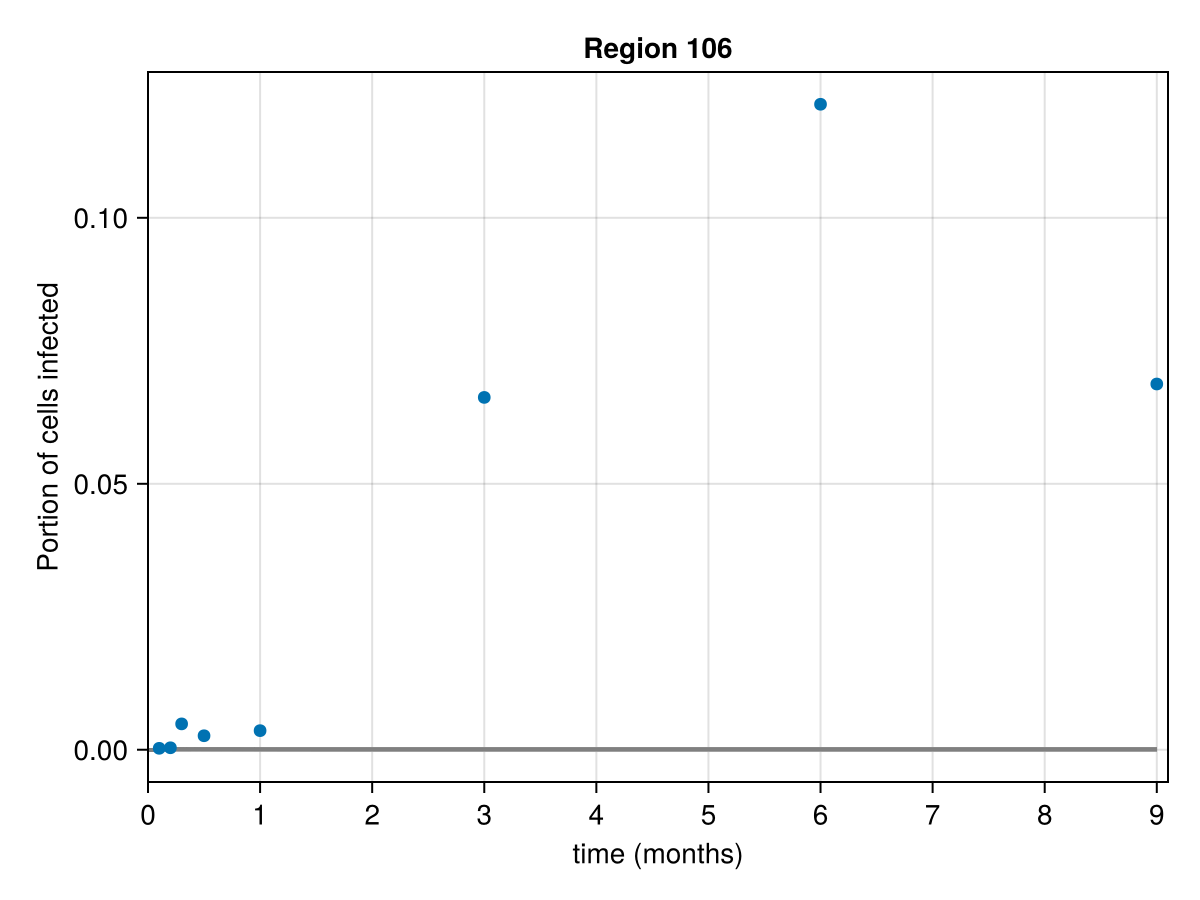 Region 106
Portion of cells infected
0.10
0.05
0.00
0 1 2 3 4 5 6 7 8 9
time (months)